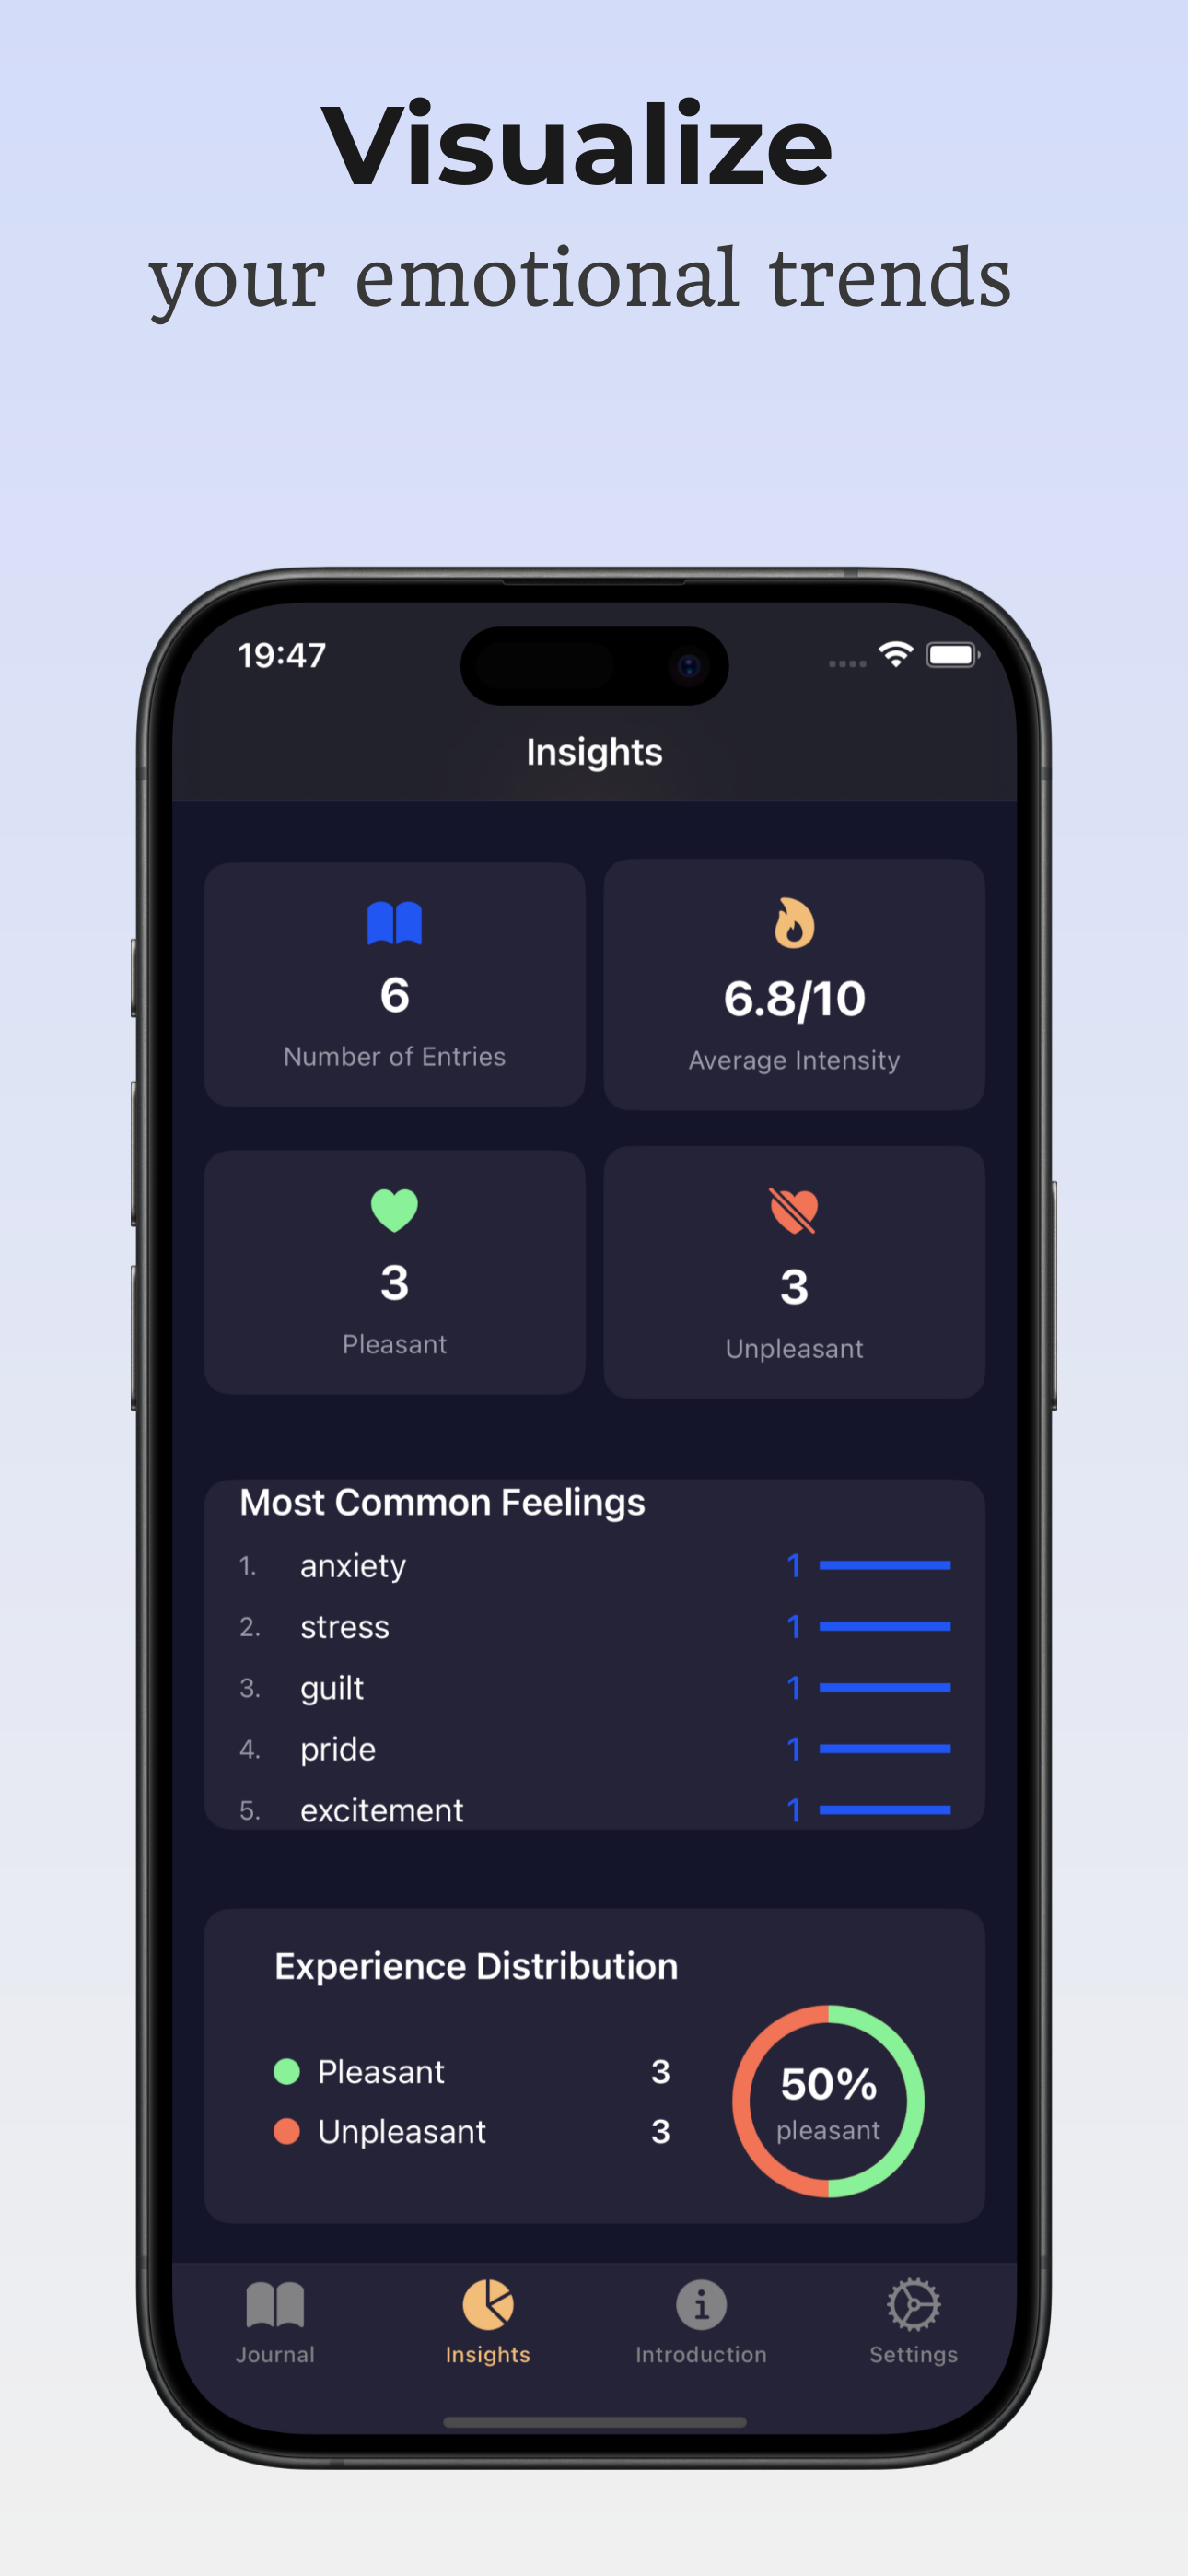 Visualize
your emotional trends
19:47
Insights
6
Number of Entries
6.8/10
Average Intensity
3
Pleasant
3
Unpleasant
Most Common Feelings
1. anxiety 1
2. stress 1
3. guilt 1
4. pride 1
5. excitement 1
Experience Distribution
Pleasant 3
Unpleasant 3
50%
pleasant
Journal Insights Introduction Settings